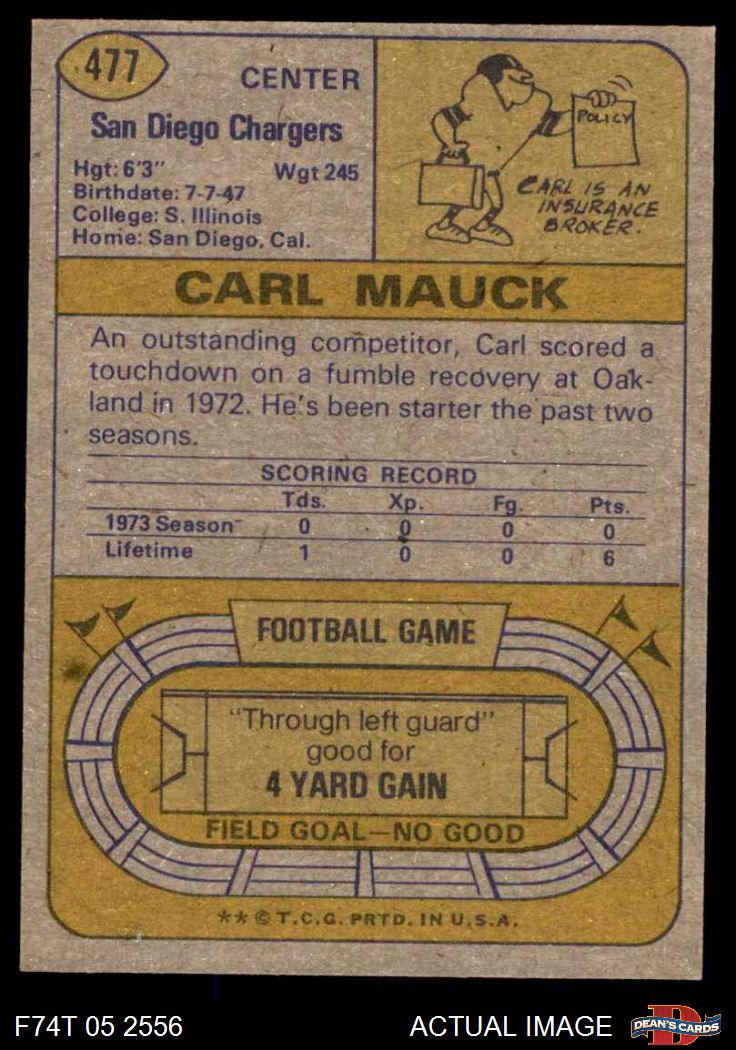 477
CENTER
San Diego Chargers
Hgt: 6'3" Wgt 245
Birthdate: 7-7-47
College: S. Illinois
Home: San Diego, Cal.
POLICY
CARL IS AN
INSURANCE
BROKER.
CARL MAUCK
An outstanding competitor, Carl scored a
touchdown on a fumble recovery at Oak-
land in 1972. He's been starter the past two
seasons.
SCORING RECORD
Tds. Xp. Fg. Pts.
1973 Season 0 0 0 0
Lifetime 1 0 0 6
FOOTBALL GAME
"Through left guard"
good for
4 YARD GAIN
FIELD GOAL—NO GOOD
** © T.C.G. PRTD. IN U.S.A.
F74T 05 2556
ACTUAL IMAGE
D
DEAN'S CARDS